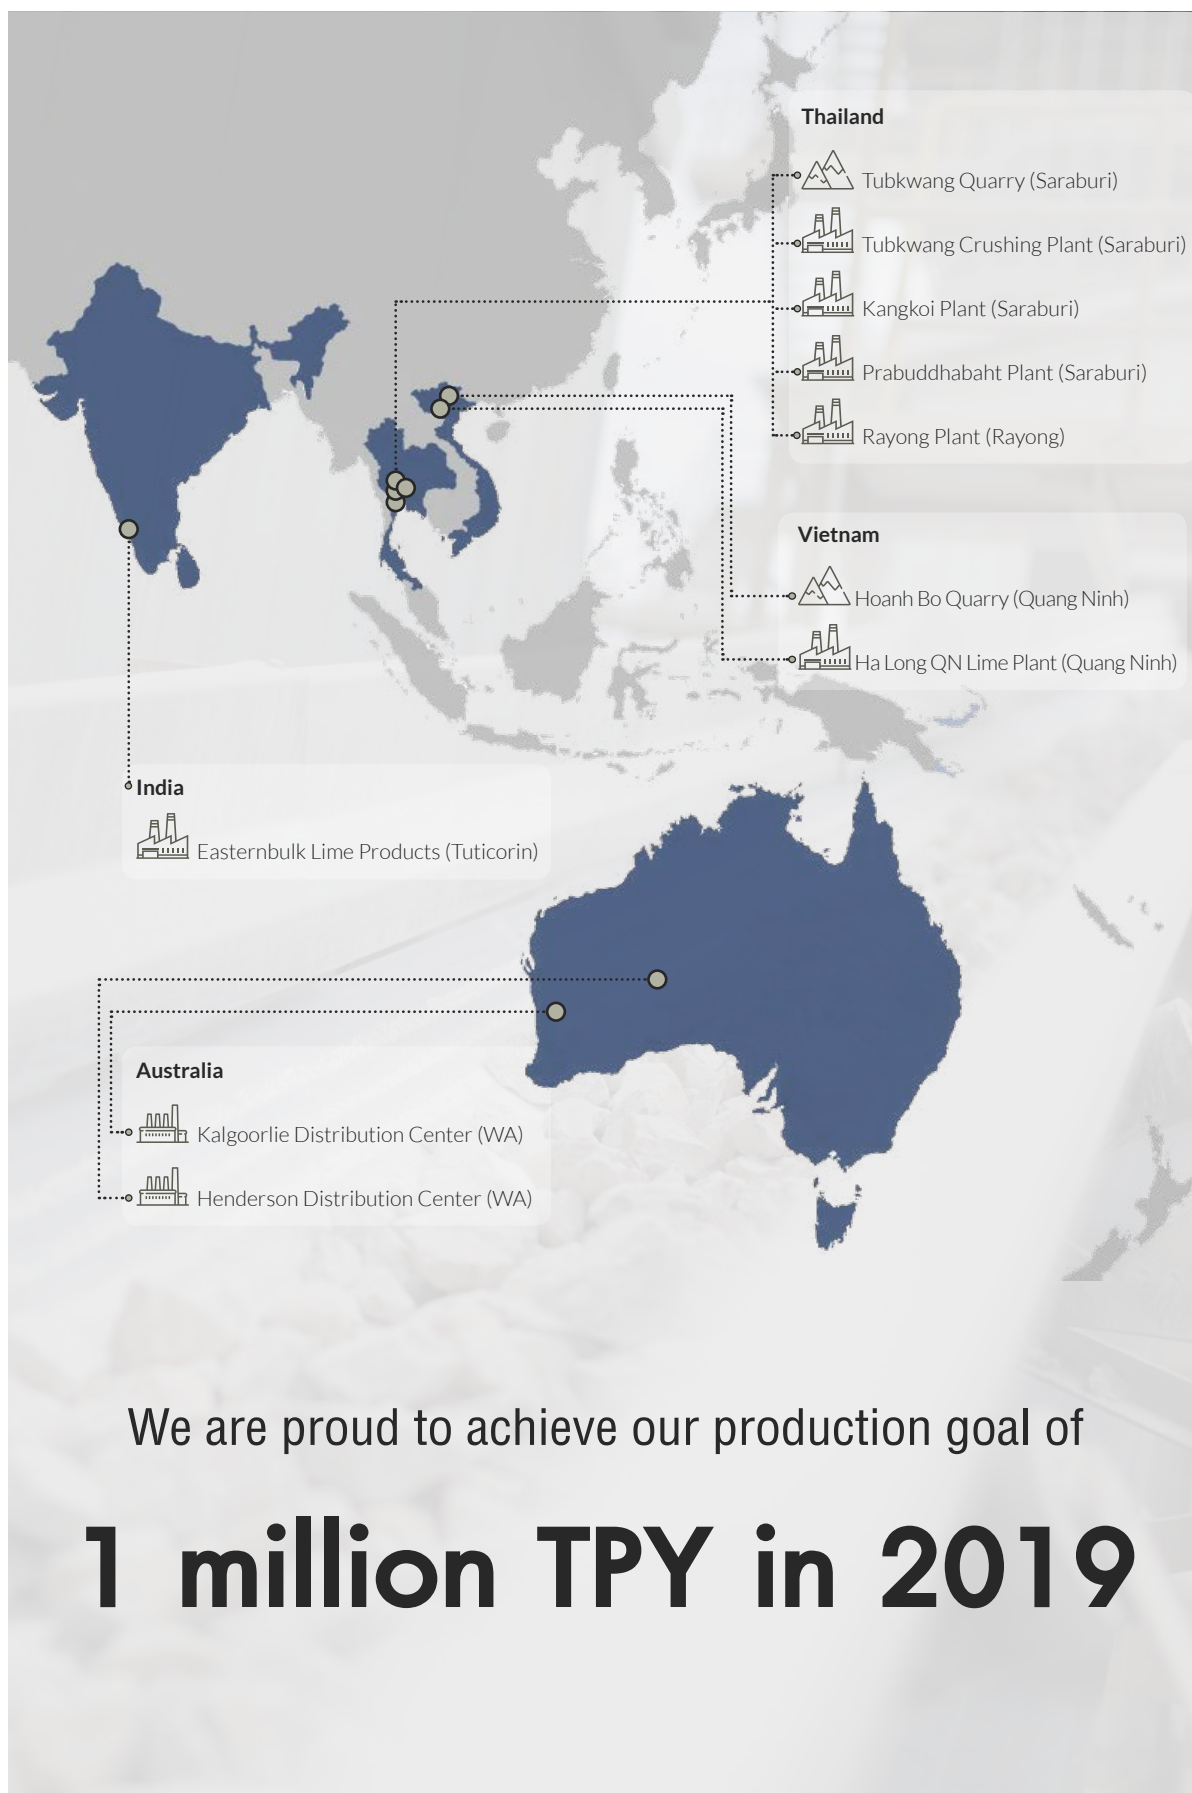 Thailand
Tubkwang Quarry (Saraburi)
Tubkwang Crushing Plant (Saraburi)
Kangkoi Plant (Saraburi)
Prabuddhabaht Plant (Saraburi)
Rayong Plant (Rayong)
Vietnam
Hoanh Bo Quarry (Quang Ninh)
Ha Long QN Lime Plant (Quang Ninh)
India
Easternbulk Lime Products (Tuticorin)
Australia
Kalgoorlie Distribution Center (WA)
Henderson Distribution Center (WA)
We are proud to achieve our production goal of
1 million TPY in 2019